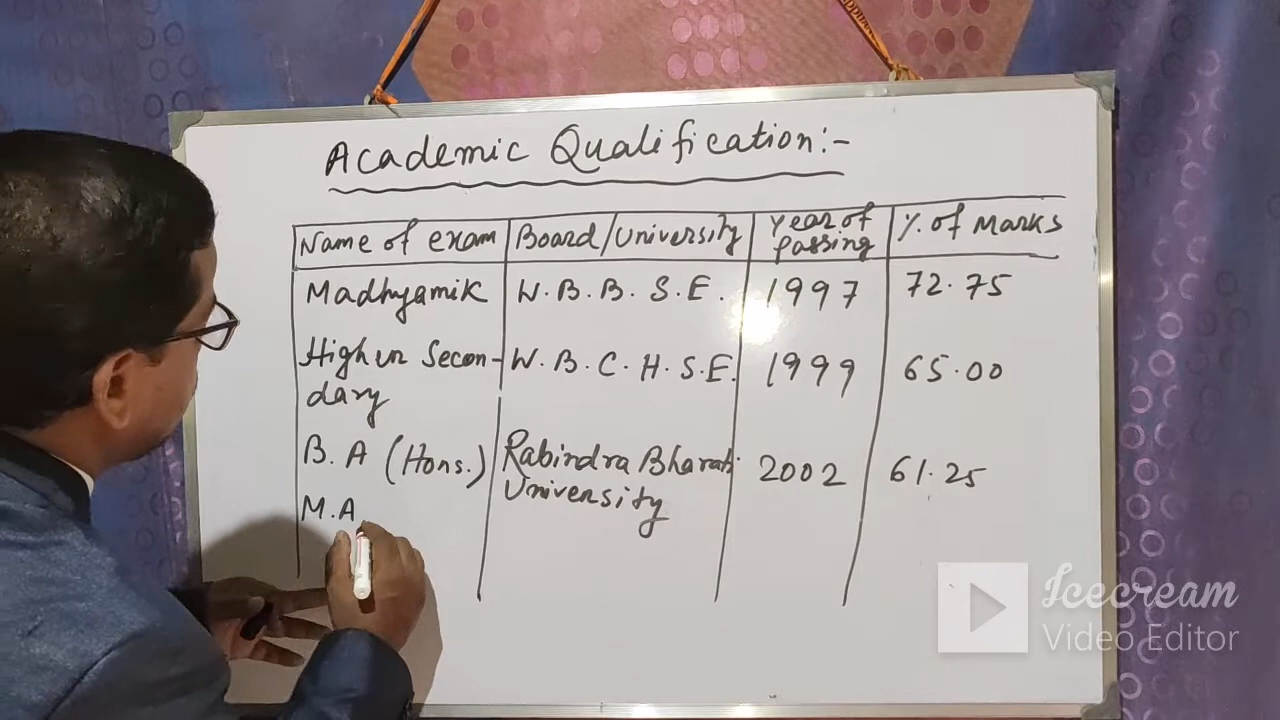 Academic Qualification:-
Name of exam Board/University Year of Passing % of Marks
Madhyamik W.B.B.S.E. 1997 72.75
Higher Secon-
dary W.B.C.H.S.E. 1999 65.00
B.A (Hons.) Rabindra Bharati 2002 61.25
University
M.A
Icecream
Video Editor